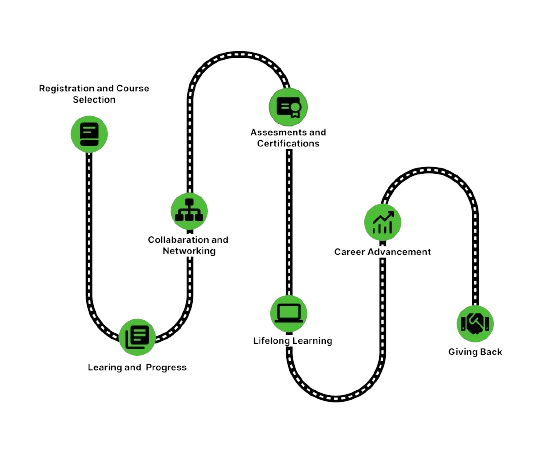 Registration and Course
Selection
Learing and  Progress
Collabaration and
Networking
Assesments and
Certifications
Lifelong Learning
Career Advancement
Giving Back